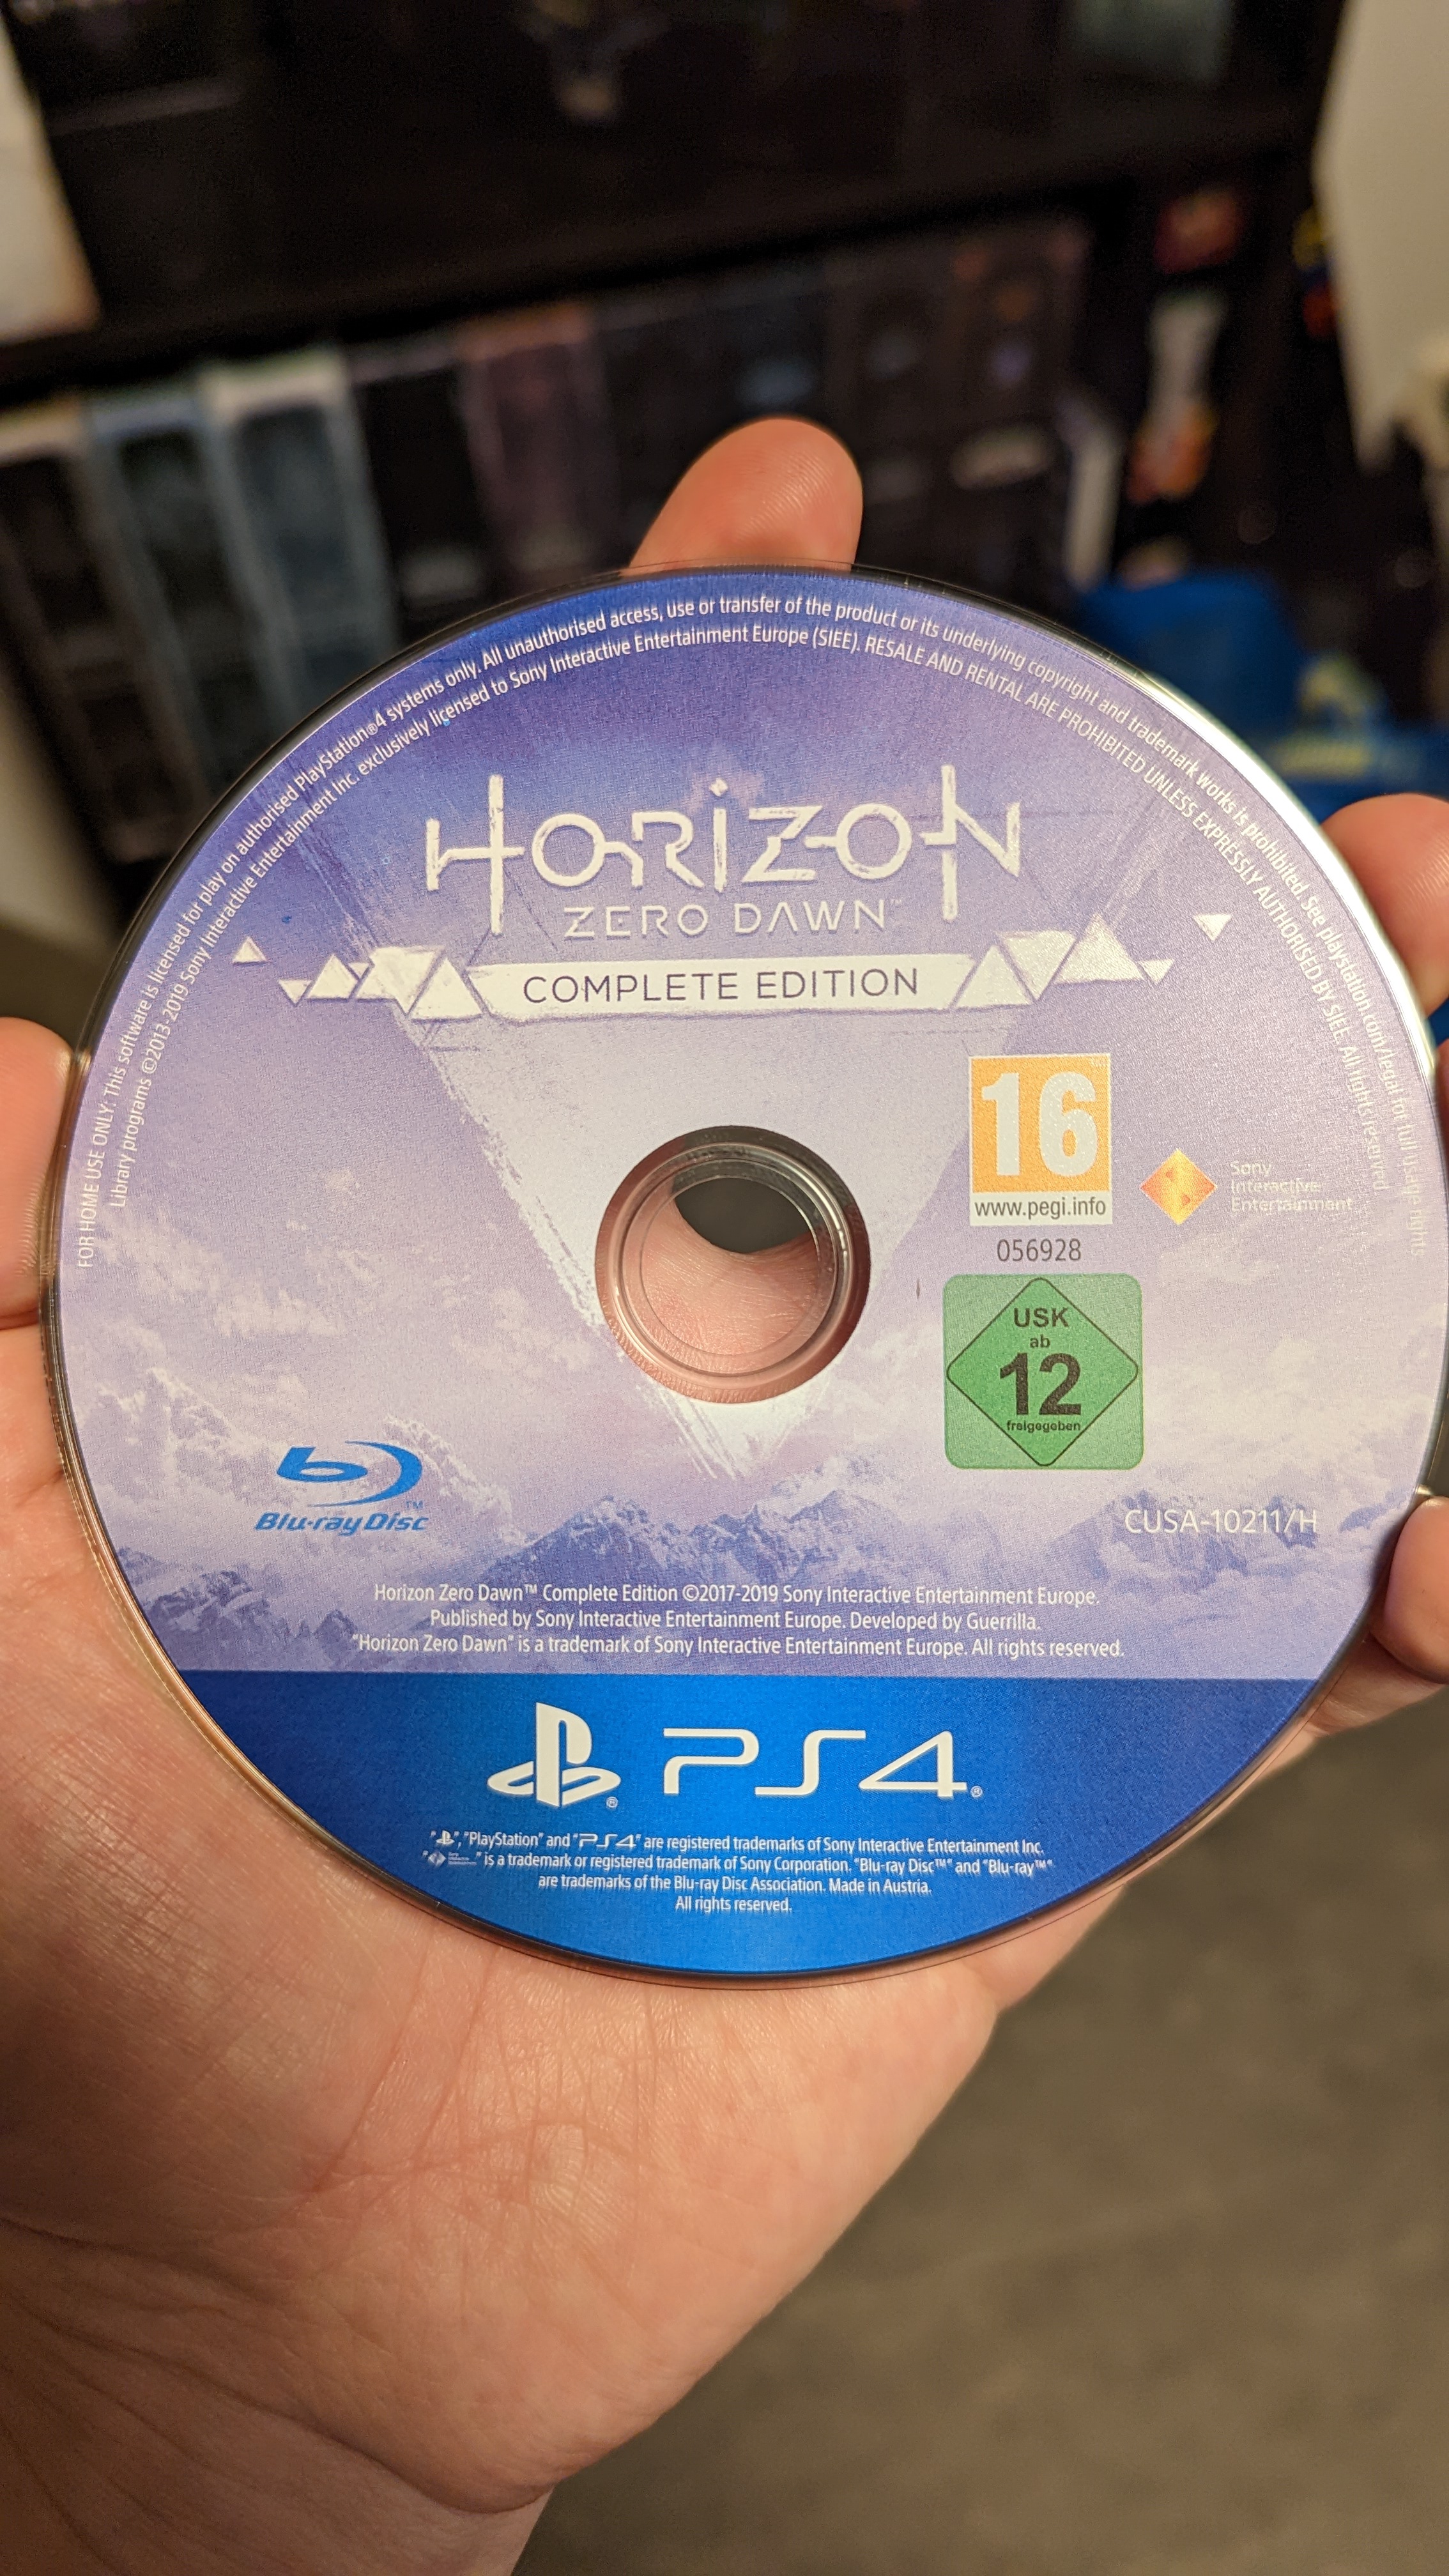 FOR HOME USE ONLY: This software is licensed for play on authorised PlayStation®4 systems only. All unauthorised access, use or transfer of the product or its underlying copyright and trademark works is prohibited. See playstation.com/legal for full usage rights
Library programs ©2013-2019 Sony Interactive Entertainment Inc. exclusively licensed to Sony Interactive Entertainment Europe (SIEE). RESALE AND RENTAL ARE PROHIBITED UNLESS EXPRESSLY AUTHORISED BY SIEE. All rights reserved
HORIZON
ZERO DAWN™
COMPLETE EDITION
16
www.pegi.info
Sony
Interactive
Entertainment
056928
USK
ab
12
freigegeben
Blu-ray Disc™
CUSA-10211/H
Horizon Zero Dawn™ Complete Edition ©2017-2019 Sony Interactive Entertainment Europe.
Published by Sony Interactive Entertainment Europe. Developed by Guerrilla.
"Horizon Zero Dawn" is a trademark of Sony Interactive Entertainment Europe. All rights reserved.
PS4®
" ", "PlayStation" and "PS4" are registered trademarks of Sony Interactive Entertainment Inc.
" " is a trademark or registered trademark of Sony Corporation. "Blu-ray Disc™" and "Blu-ray™"
are trademarks of the Blu-ray Disc Association. Made in Austria.
All rights reserved.